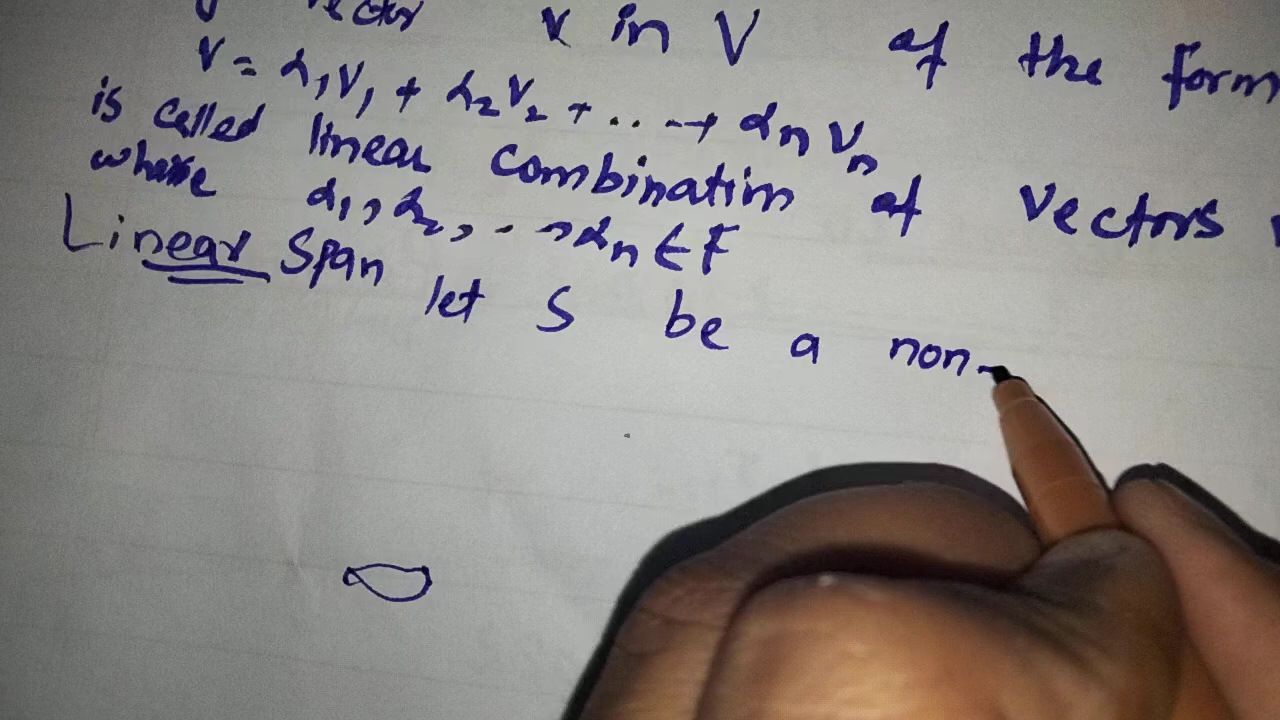 vector v in V of the form
v = α₁v₁ + α₂v₂ + ... + αₙvₙ
is called linear combination of vectors
where α₁, α₂, . . , αₙ ∈ F
Linear Span
let S be a non-